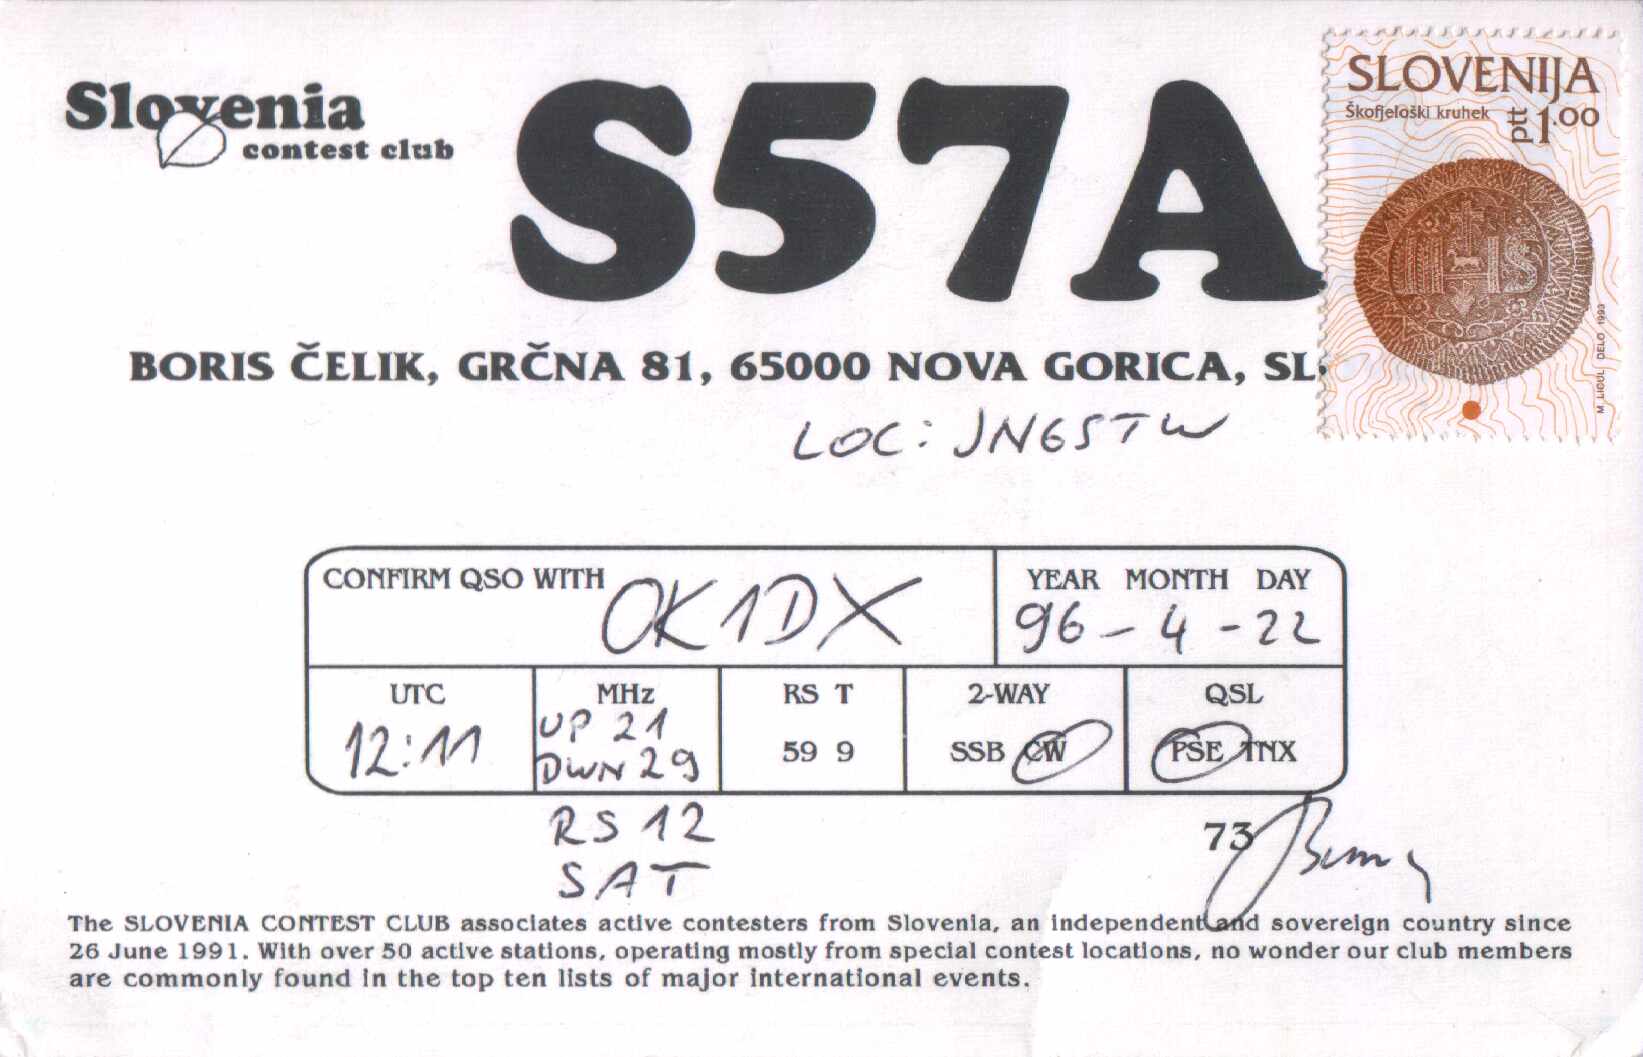 Slovenia
contest club
S57A
SLOVENIJA
Škofjeloški kruhek
ptt 1.00
M LICUL DELO 1993
BORIS ČELIK, GRČNA 81, 65000 NOVA GORICA, SL
LOC: JN65TW
CONFIRM QSO WITH OK1DX
YEAR MONTH DAY
96-4-22
UTC MHz RS T 2-WAY QSL
12:11 UP 21 59 9 SSB CW PSE TNX
DWN 29
RS 12
SAT
73
The SLOVENIA CONTEST CLUB associates active contesters from Slovenia, an independent and sovereign country since
26 June 1991. With over 50 active stations, operating mostly from special contest locations, no wonder our club members
are commonly found in the top ten lists of major international events.